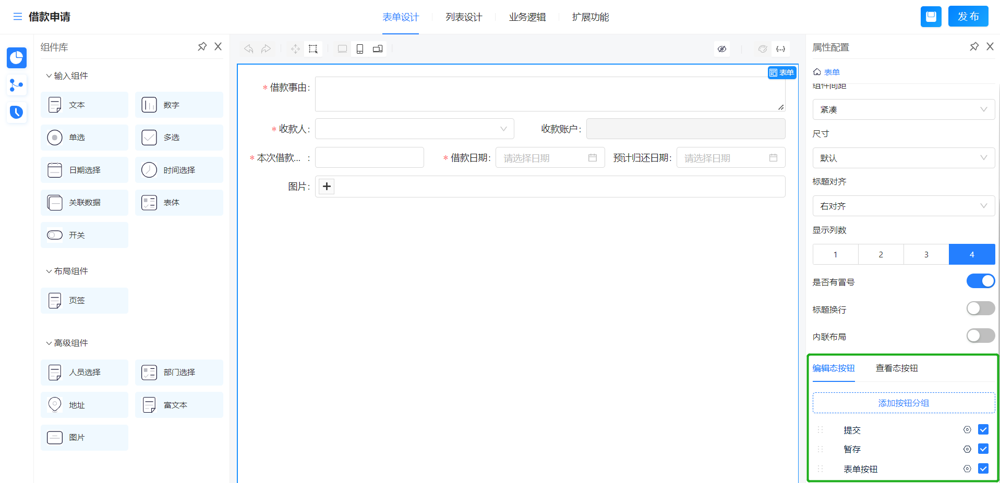 借款申请
表单设计
列表设计
业务逻辑
扩展功能
发 布
组件库
输入组件
文本
数字
单选
多选
日期选择
时间选择
关联数据
表体
开关
布局组件
页签
高级组件
人员选择
部门选择
地址
富文本
图片
{...}
表单
* 借款事由:
* 收款人:
收款账户:
* 本次借款... :
* 借款日期: 请选择日期
预计归还日期: 请选择日期
图片:
属性配置
表单
组件间距
紧凑
尺寸
默认
标题对齐
右对齐
显示列数
1 2 3 4
是否有冒号
标题换行
内联布局
编辑态按钮 查看态按钮
添加按钮分组
提交
暂存
表单按钮